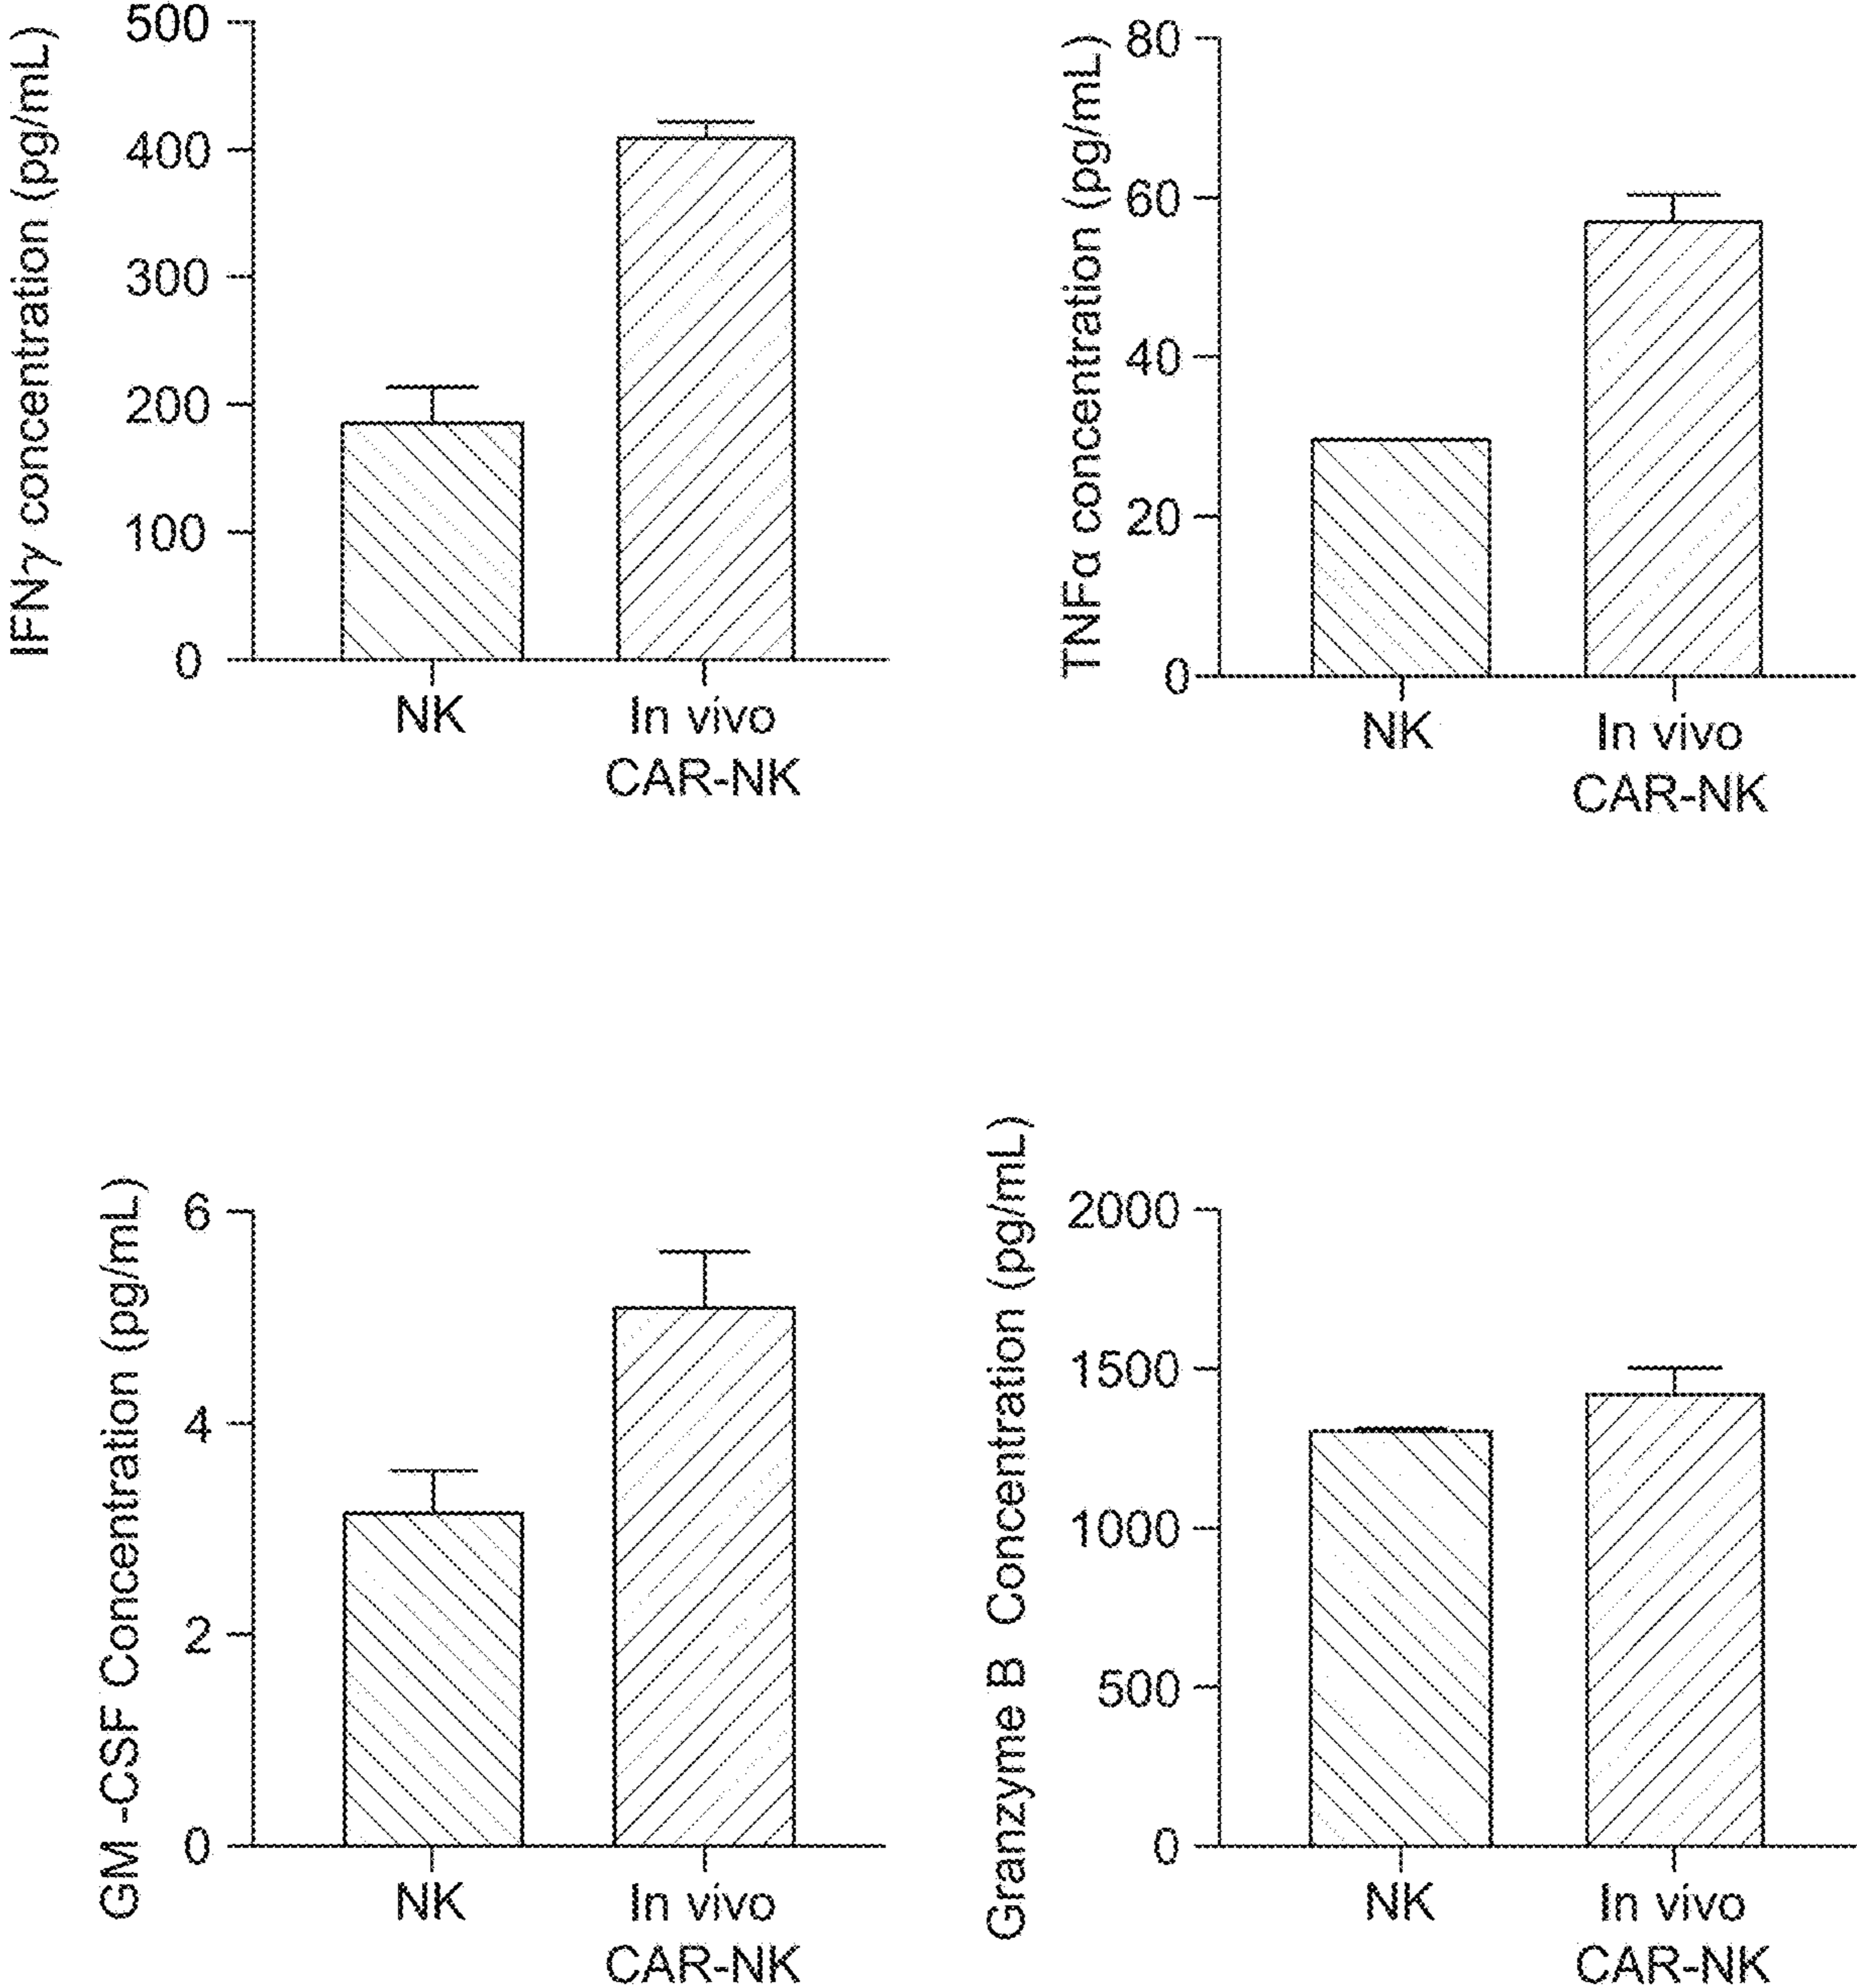 IFNγ concentration (pg/mL)
500
400
300
200
100
0
NK
In vivo
CAR-NK
TNFα concentration (pg/mL)
80
60
40
20
0
NK
In vivo
CAR-NK
GM -CSF Concentration (pg/mL)
6
4
2
0
NK
In vivo
CAR-NK
Granzyme B Concentration (pg/mL)
2000
1500
1000
500
0
NK
In vivo
CAR-NK